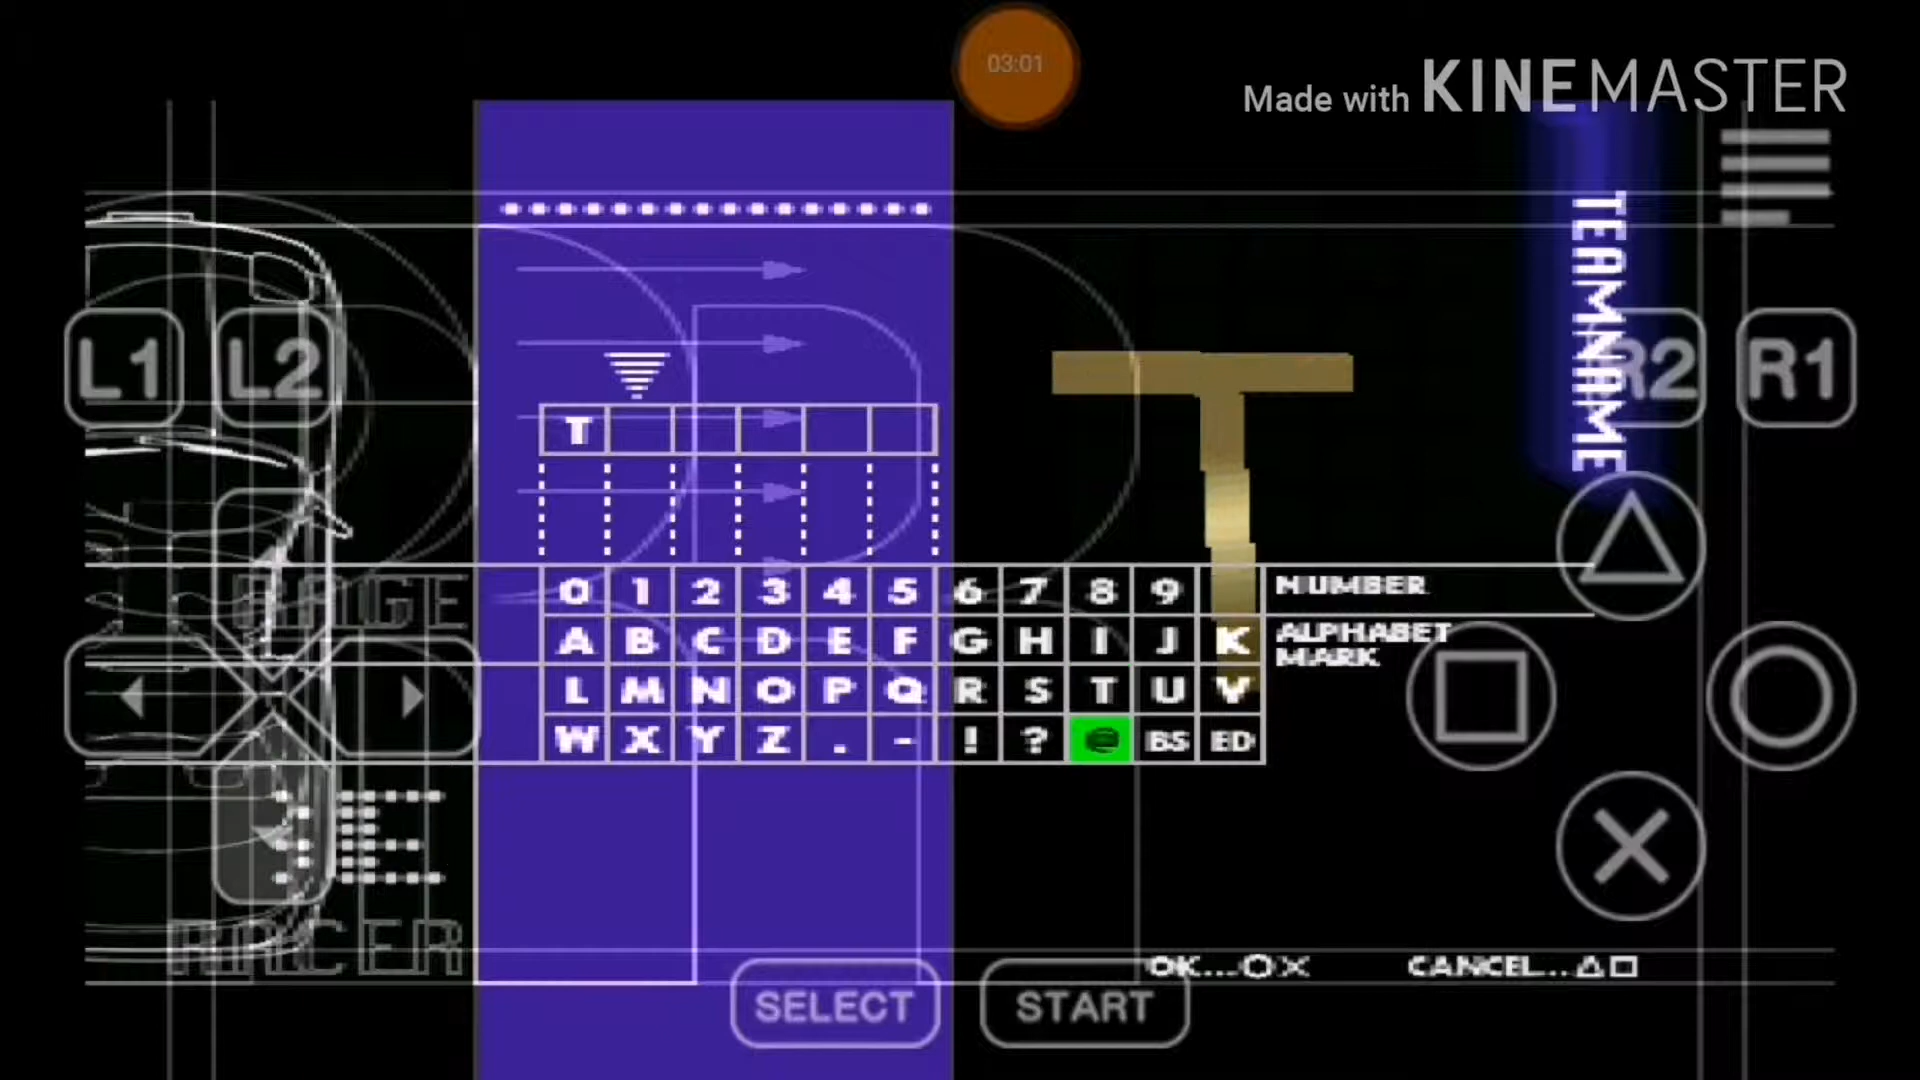 03:01
Made with KINEMASTER
TEAMNAME
L1 L2 R2 R1
T
0 1 2 3 4 5 6 7 8 9 NUMBER
A B C D E F G H I J K ALPHABET
MARK
L M N O P Q R S T U V
W X Y Z . - ! ? @ BS ED
RAGE
RACER
OK...○× CANCEL...△□
SELECT START